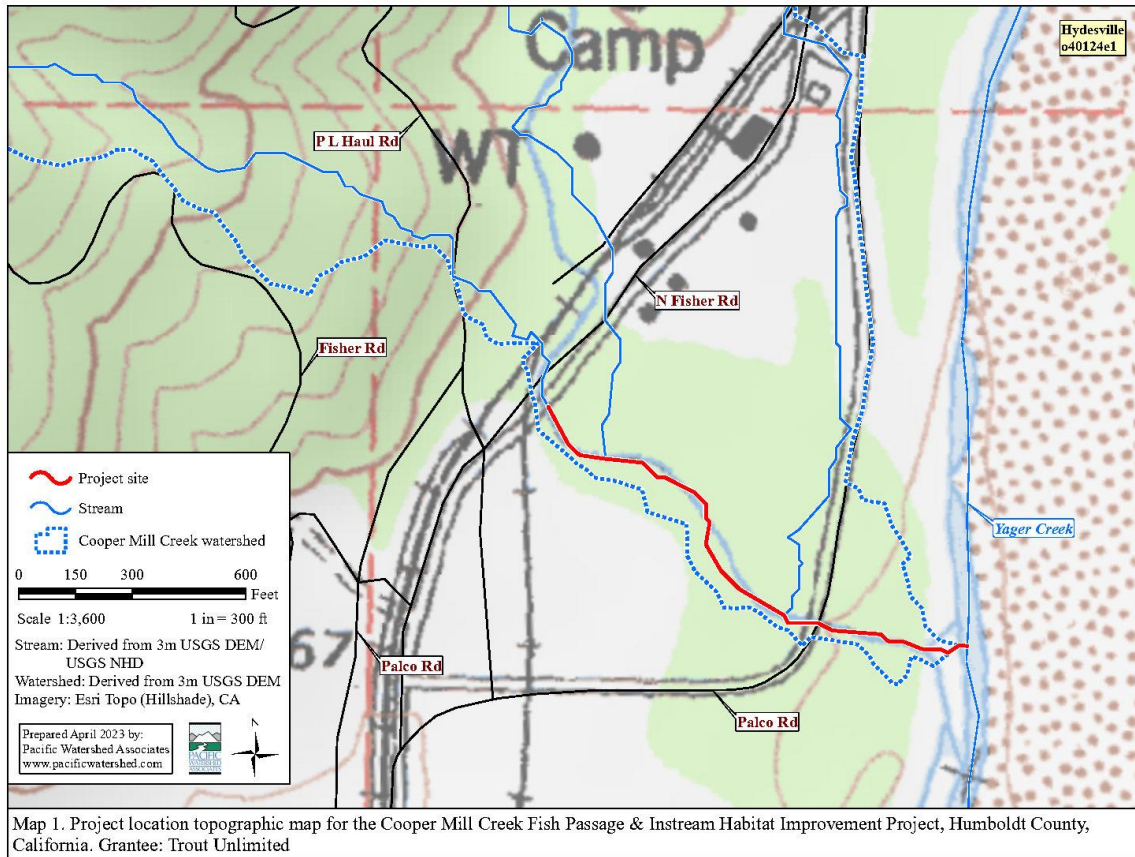 Camp
Hydesville
o40124e1
P L Haul Rd
WT
N Fisher Rd
Fisher Rd
Project site
Stream
Cooper Mill Creek watershed
0 150 300 600
Feet
Scale 1:3,600 1 in = 300 ft
Stream: Derived from 3m USGS DEM/
USGS NHD
Watershed: Derived from 3m USGS DEM
Imagery: Esri Topo (Hillshade), CA
Prepared April 2023 by:
Pacific Watershed Associates
www.pacificwatershed.com
PACIFIC
WATERSHED
ASSOCIATES
N
67
Palco Rd
Palco Rd
Yager Creek
Map 1. Project location topographic map for the Cooper Mill Creek Fish Passage & Instream Habitat Improvement Project, Humboldt County,
California. Grantee: Trout Unlimited